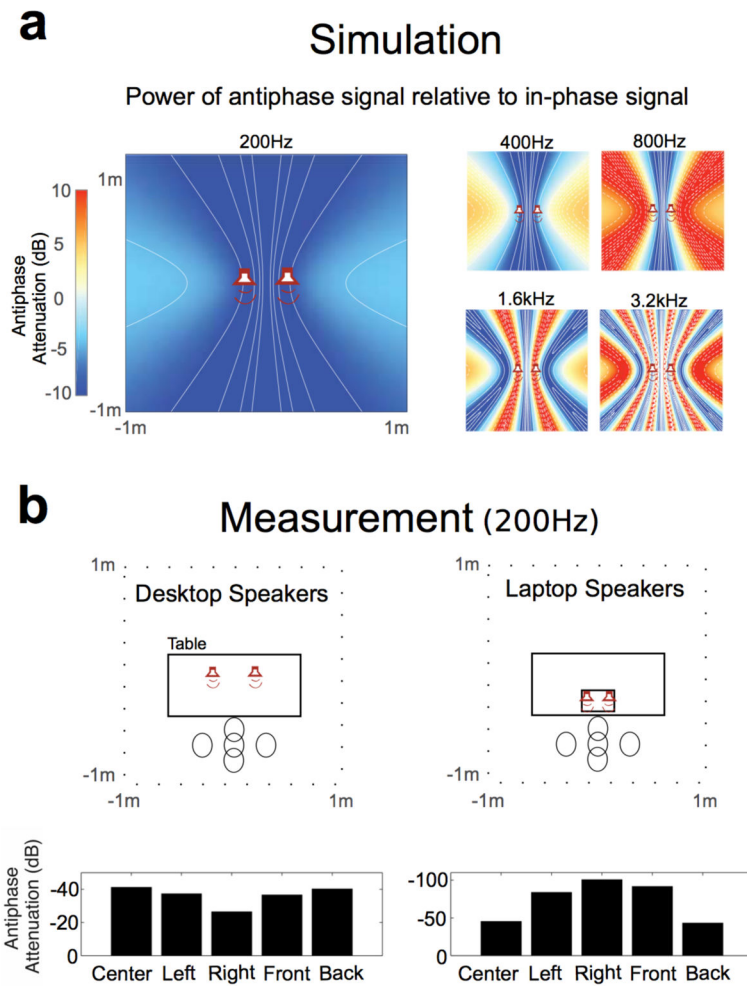 a
Simulation
Power of antiphase signal relative to in-phase signal
200Hz
400Hz
800Hz
1.6kHz
3.2kHz
Antiphase
Attenuation (dB)
10
5
0
-5
-10
1m
-1m
-1m
1m
b
Measurement (200Hz)
1m
Desktop Speakers
Table
-1m
-1m
1m
1m
Laptop Speakers
-1m
-1m
1m
Antiphase
Attenuation (dB)
-40
-20
0
Center Left Right Front Back
-100
-50
0
Center Left Right Front Back